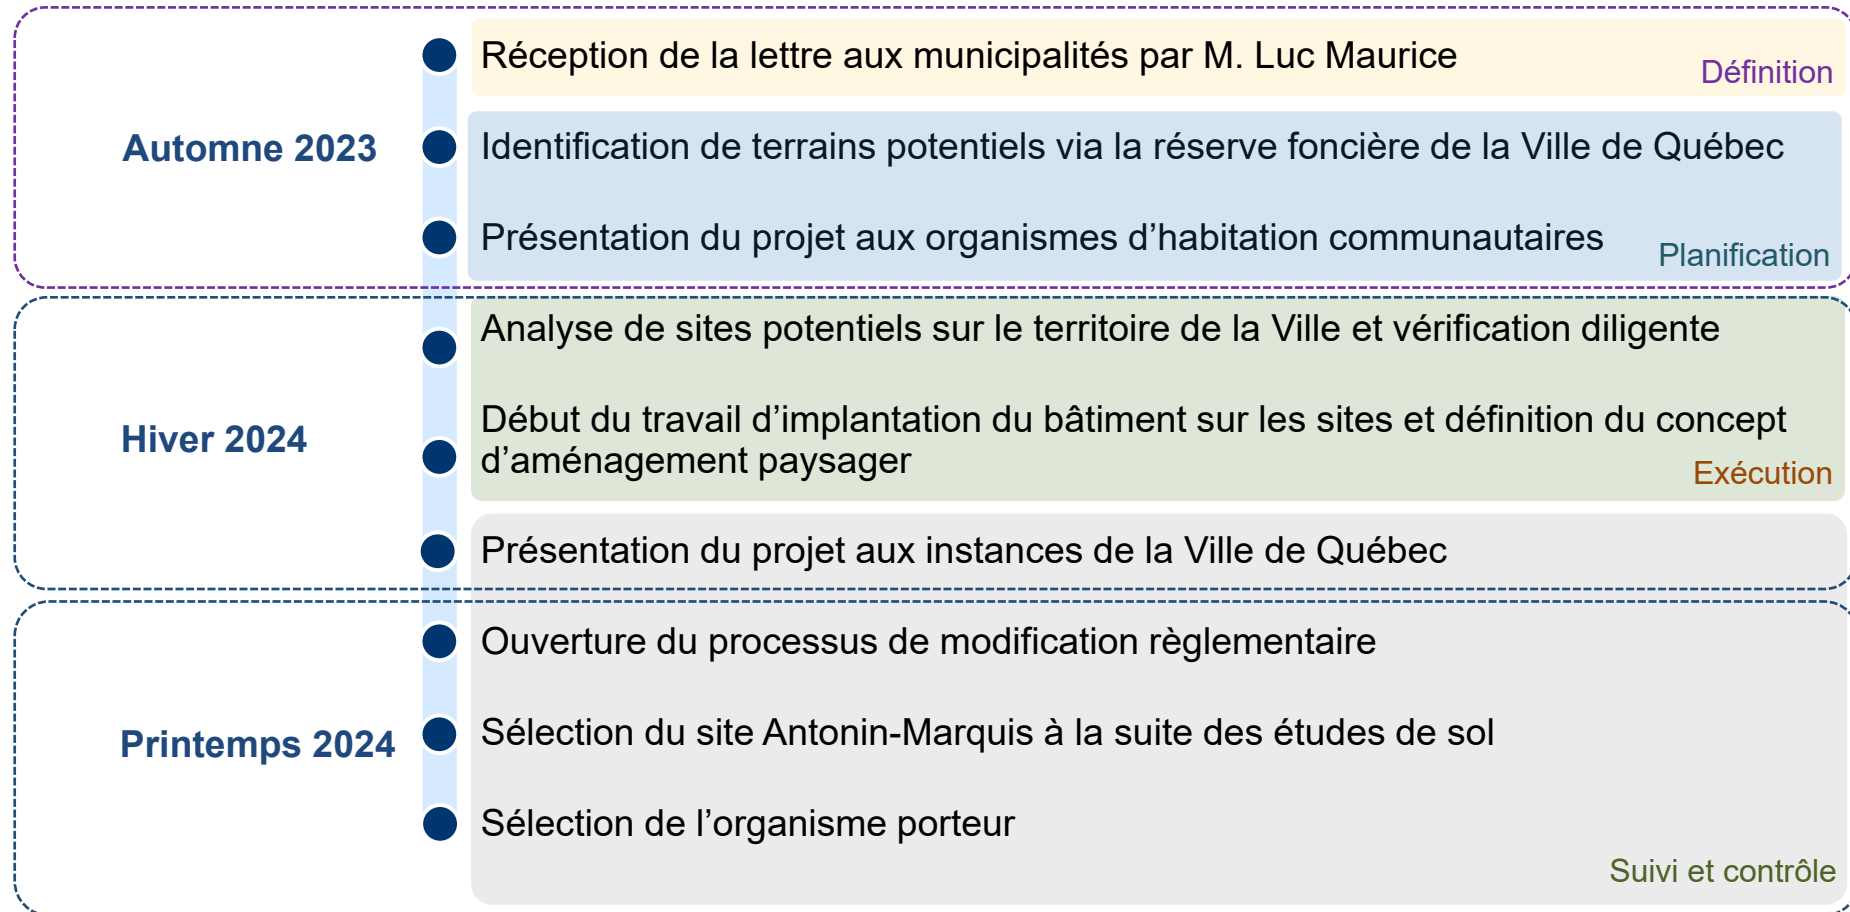 Réception de la lettre aux municipalités par M. Luc Maurice
Définition
Automne 2023
Identification de terrains potentiels via la réserve foncière de la Ville de Québec
Présentation du projet aux organismes d’habitation communautaires
Planification
Analyse de sites potentiels sur le territoire de la Ville et vérification diligente
Hiver 2024
Début du travail d’implantation du bâtiment sur les sites et définition du concept
d’aménagement paysager
Exécution
Présentation du projet aux instances de la Ville de Québec
Ouverture du processus de modification règlementaire
Printemps 2024
Sélection du site Antonin-Marquis à la suite des études de sol
Sélection de l’organisme porteur
Suivi et contrôle